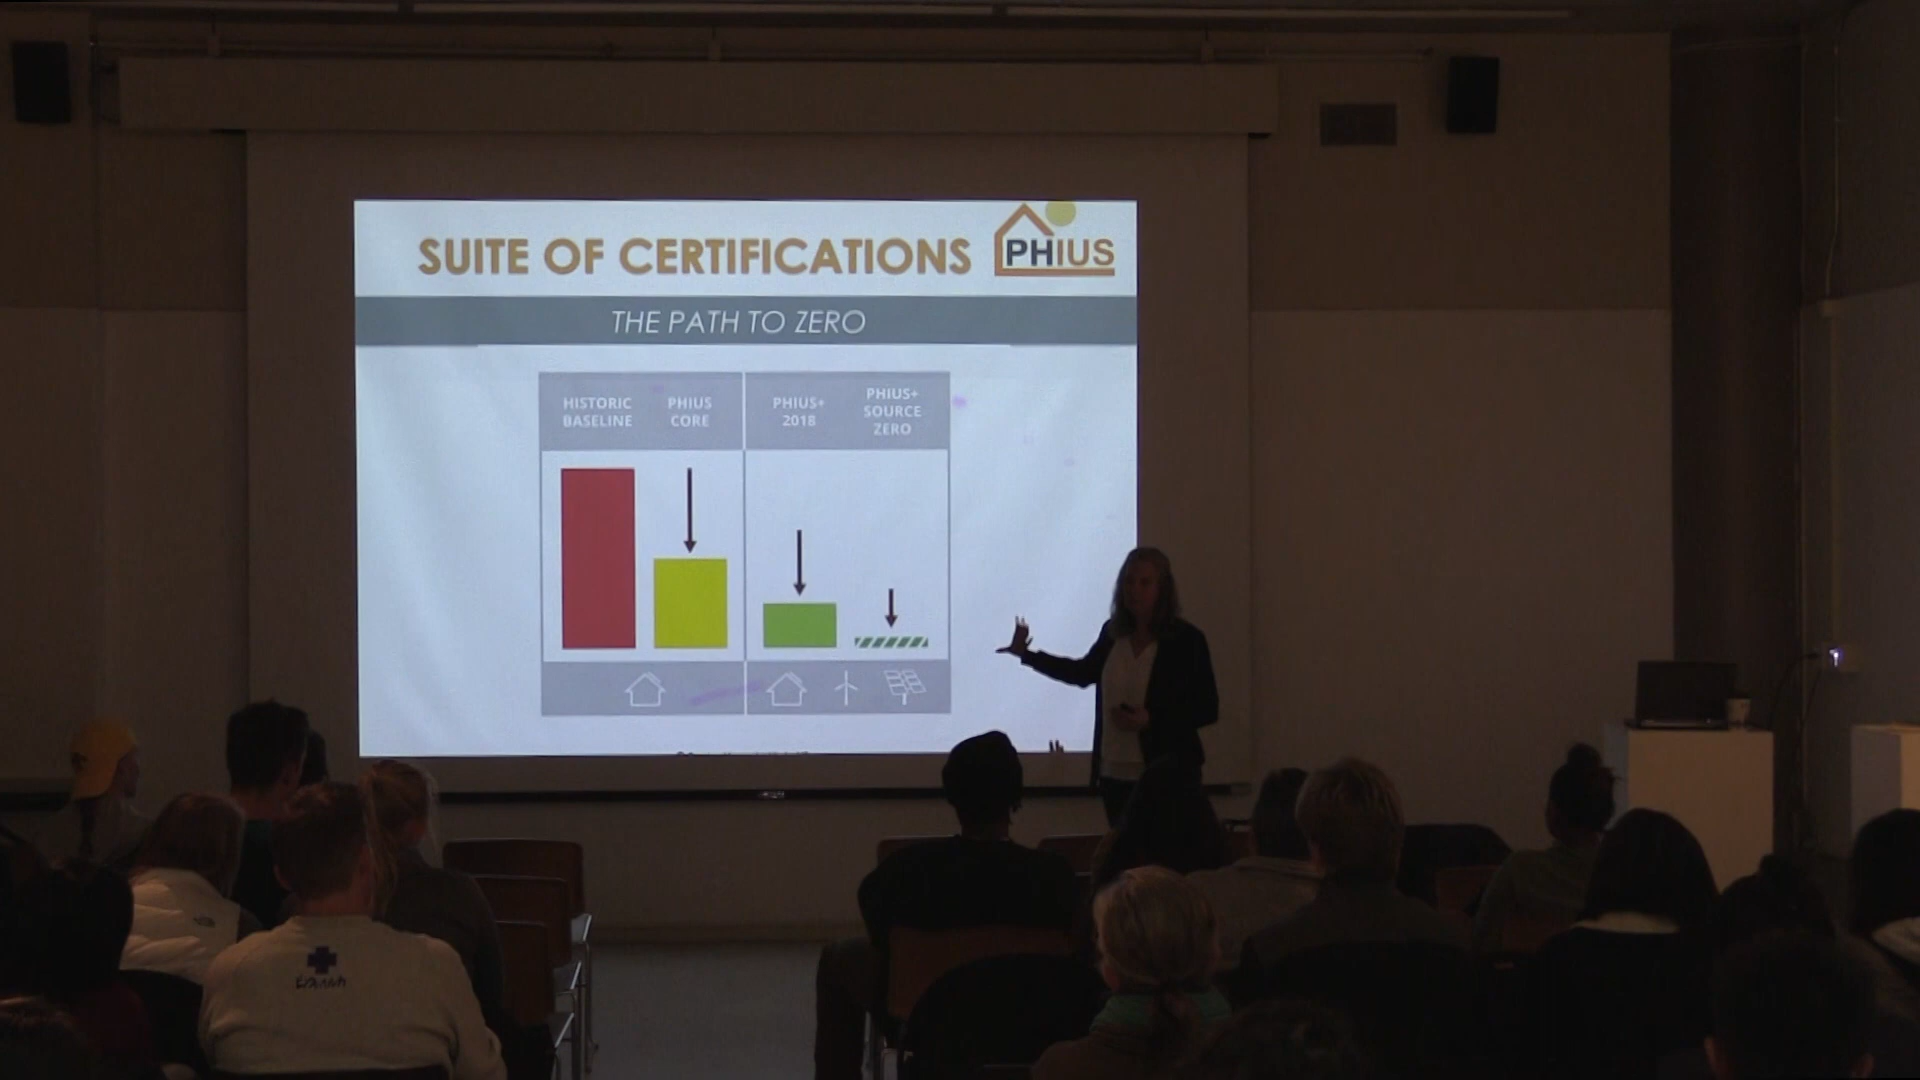 SUITE OF CERTIFICATIONS
PHIUS
THE PATH TO ZERO
HISTORIC
BASELINE
PHIUS
CORE
PHIUS+
2018
PHIUS+
SOURCE
ZERO